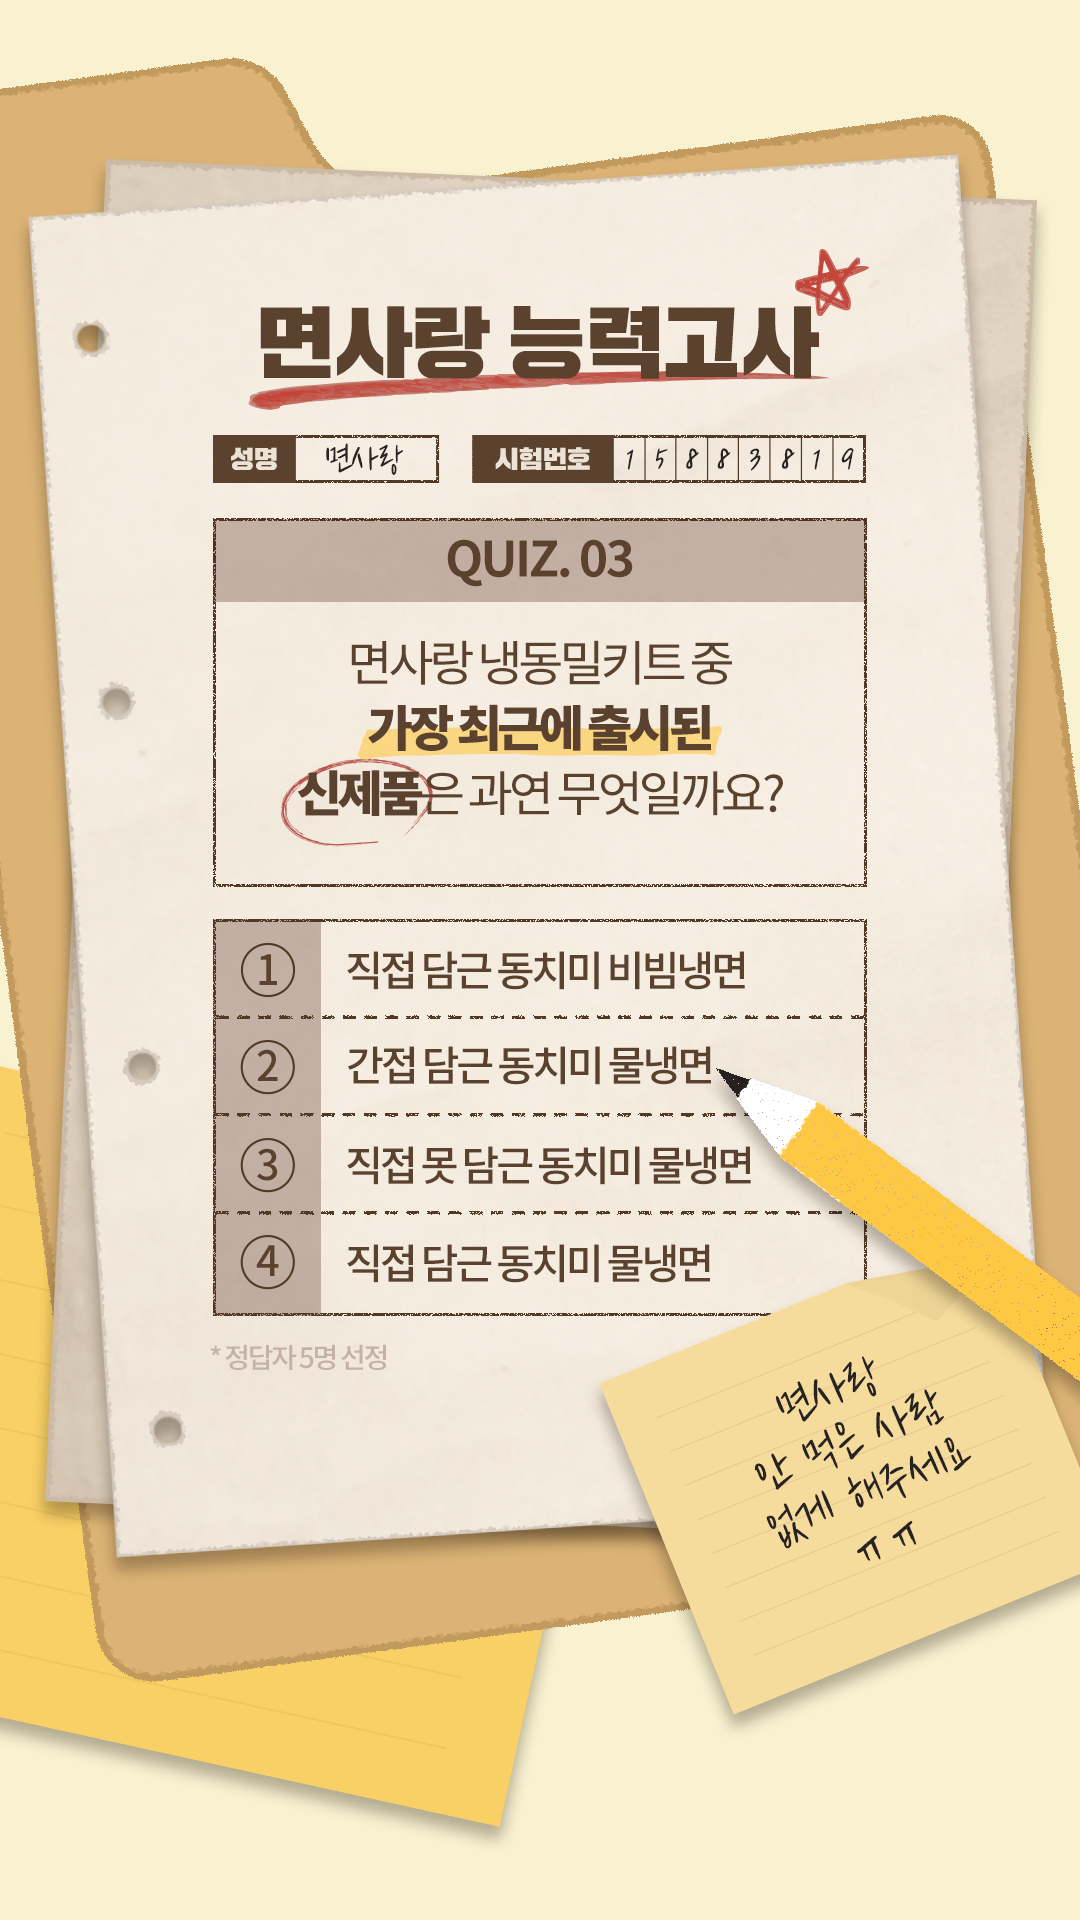 면사랑 능력고사
성명 면사랑 시험번호 1 5 8 8 3 8 1 9
QUIZ. 03
면사랑 냉동밀키트 중
가장 최근에 출시된
신제품은 과연 무엇일까요?
① 직접 담근 동치미 비빔냉면
② 간접 담근 동치미 물냉면
③ 직접 못 담근 동치미 물냉면
④ 직접 담근 동치미 물냉면
* 정답자 5명 선정
면사랑
안 먹은 사람
없게 해주세요
ㅠㅠ